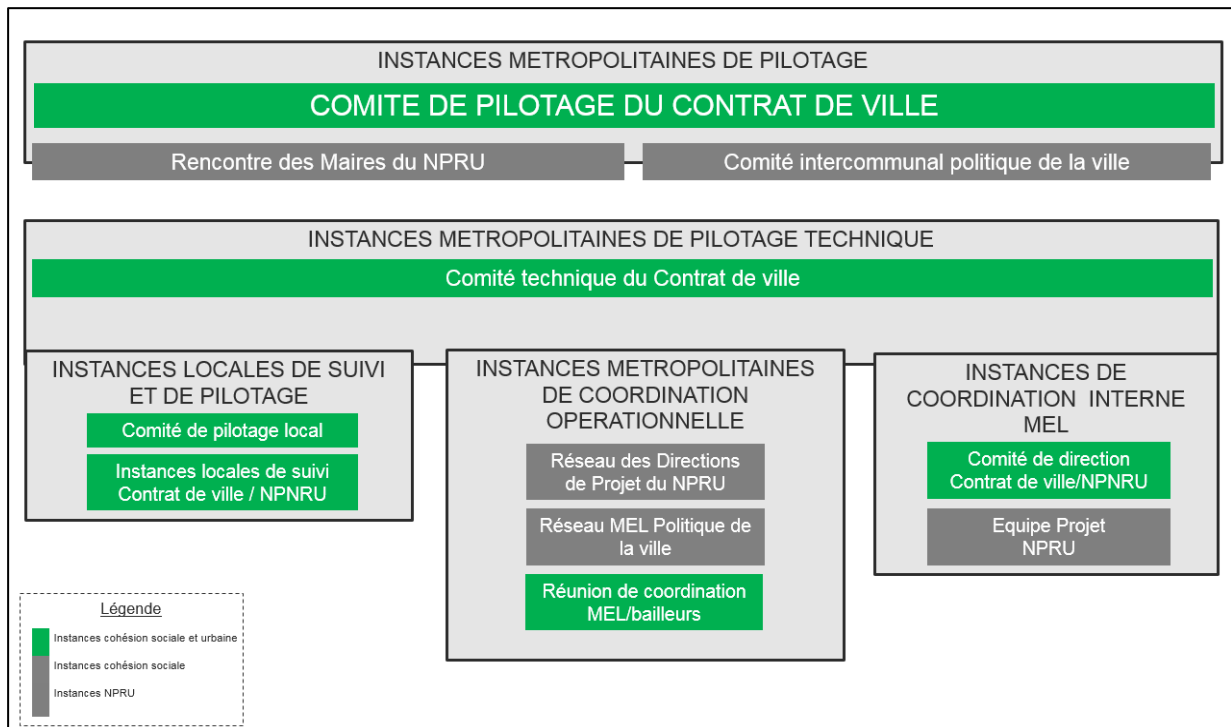 INSTANCES METROPOLITAINES DE PILOTAGE
COMITE DE PILOTAGE DU CONTRAT DE VILLE
Rencontre des Maires du NPRU
Comité intercommunal politique de la ville
INSTANCES METROPOLITAINES DE PILOTAGE TECHNIQUE
Comité technique du Contrat de ville
INSTANCES LOCALES DE SUIVI
ET DE PILOTAGE
Comité de pilotage local
Instances locales de suivi
Contrat de ville / NPNRU
INSTANCES METROPOLITAINES
DE COORDINATION
OPERATIONNELLE
Réseau des Directions
de Projet du NPRU
Réseau MEL Politique de
la ville
Réunion de coordination
MEL/bailleurs
INSTANCES DE
COORDINATION INTERNE
MEL
Comité de direction
Contrat de ville/NPNRU
Equipe Projet
NPRU
Légende
Instances cohésion sociale et urbaine
Instances cohésion sociale
Instances NPRU